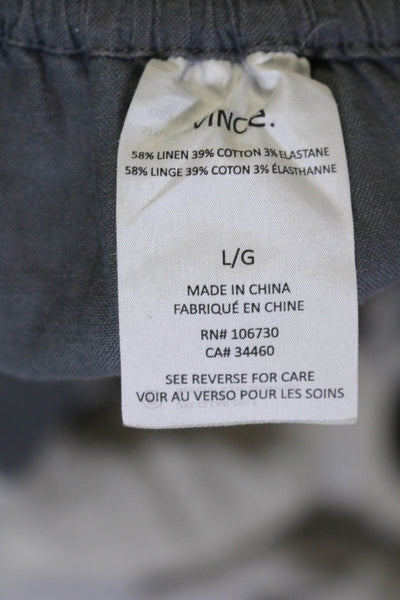 VINCE.
58% LINEN 39% COTTON 3% ELASTANE
58% LINGE 39% COTON 3% ÉLASTHANNE
L/G
MADE IN CHINA
FABRIQUÉ EN CHINE
RN# 106730
CA# 34460
SEE REVERSE FOR CARE
VOIR AU VERSO POUR LES SOINS